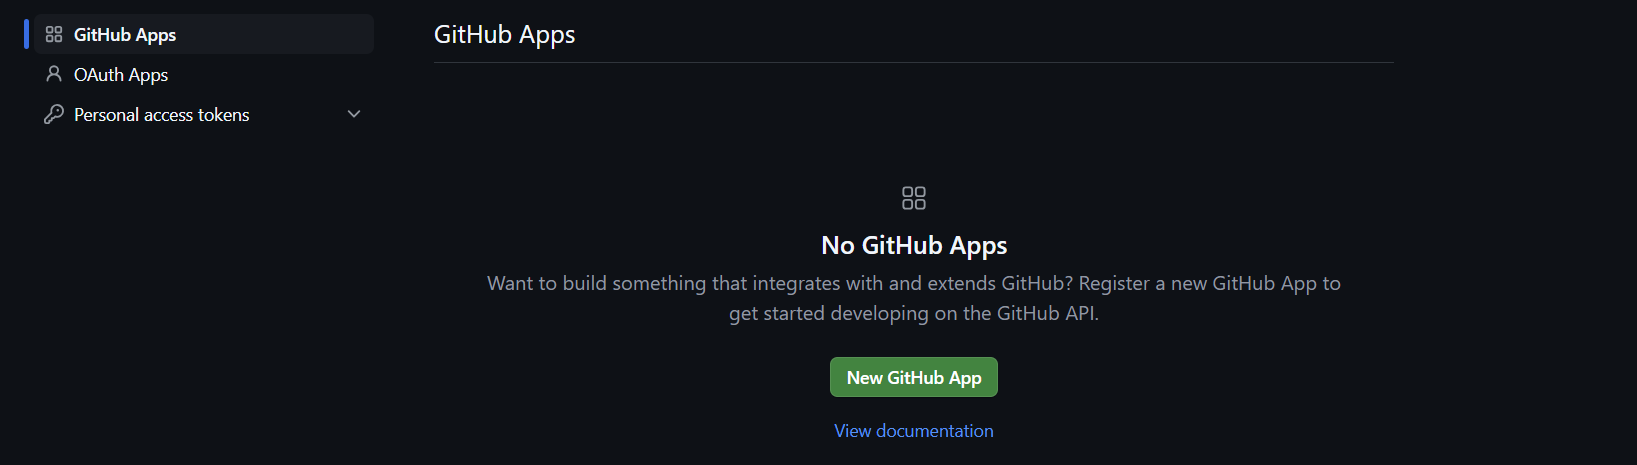 GitHub Apps
OAuth Apps
Personal access tokens
GitHub Apps
No GitHub Apps
Want to build something that integrates with and extends GitHub? Register a new GitHub App to
get started developing on the GitHub API.
New GitHub App
View documentation